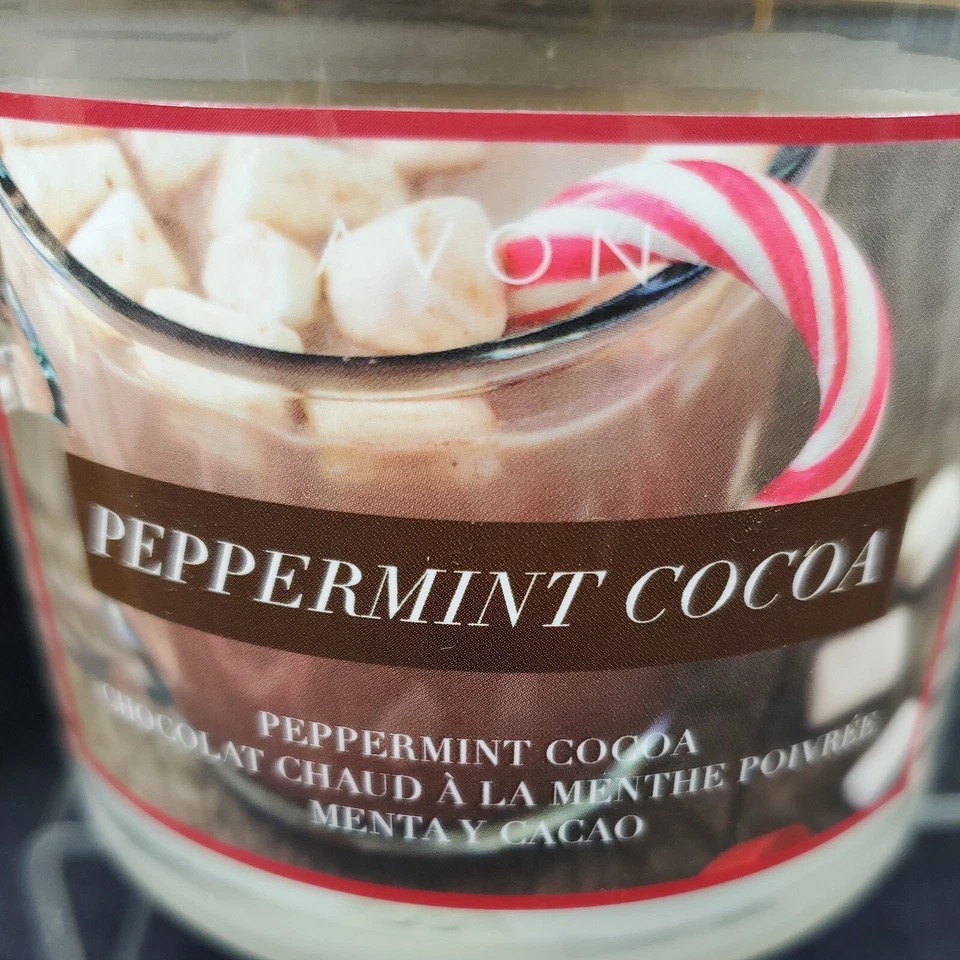 AVON
PEPPERMINT COCOA
PEPPERMINT COCOA
CHOCOLAT CHAUD À LA MENTHE POIVRÉE
MENTA Y CACAO